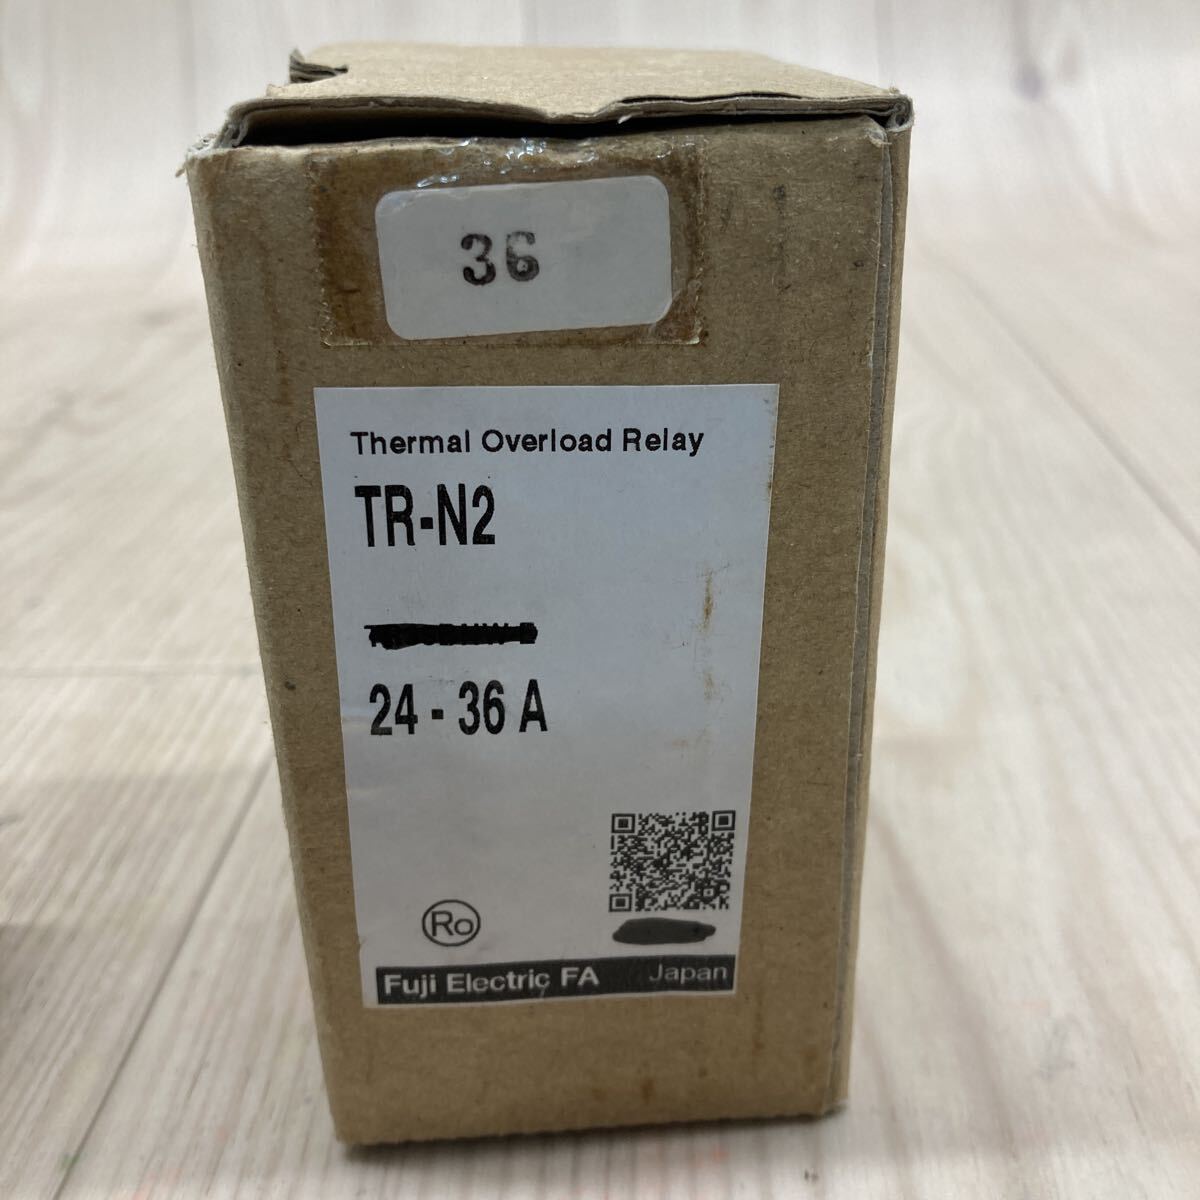 36
Thermal Overload Relay
TR-N2
24 - 36 A
Ro
Fuji Electric FA Japan